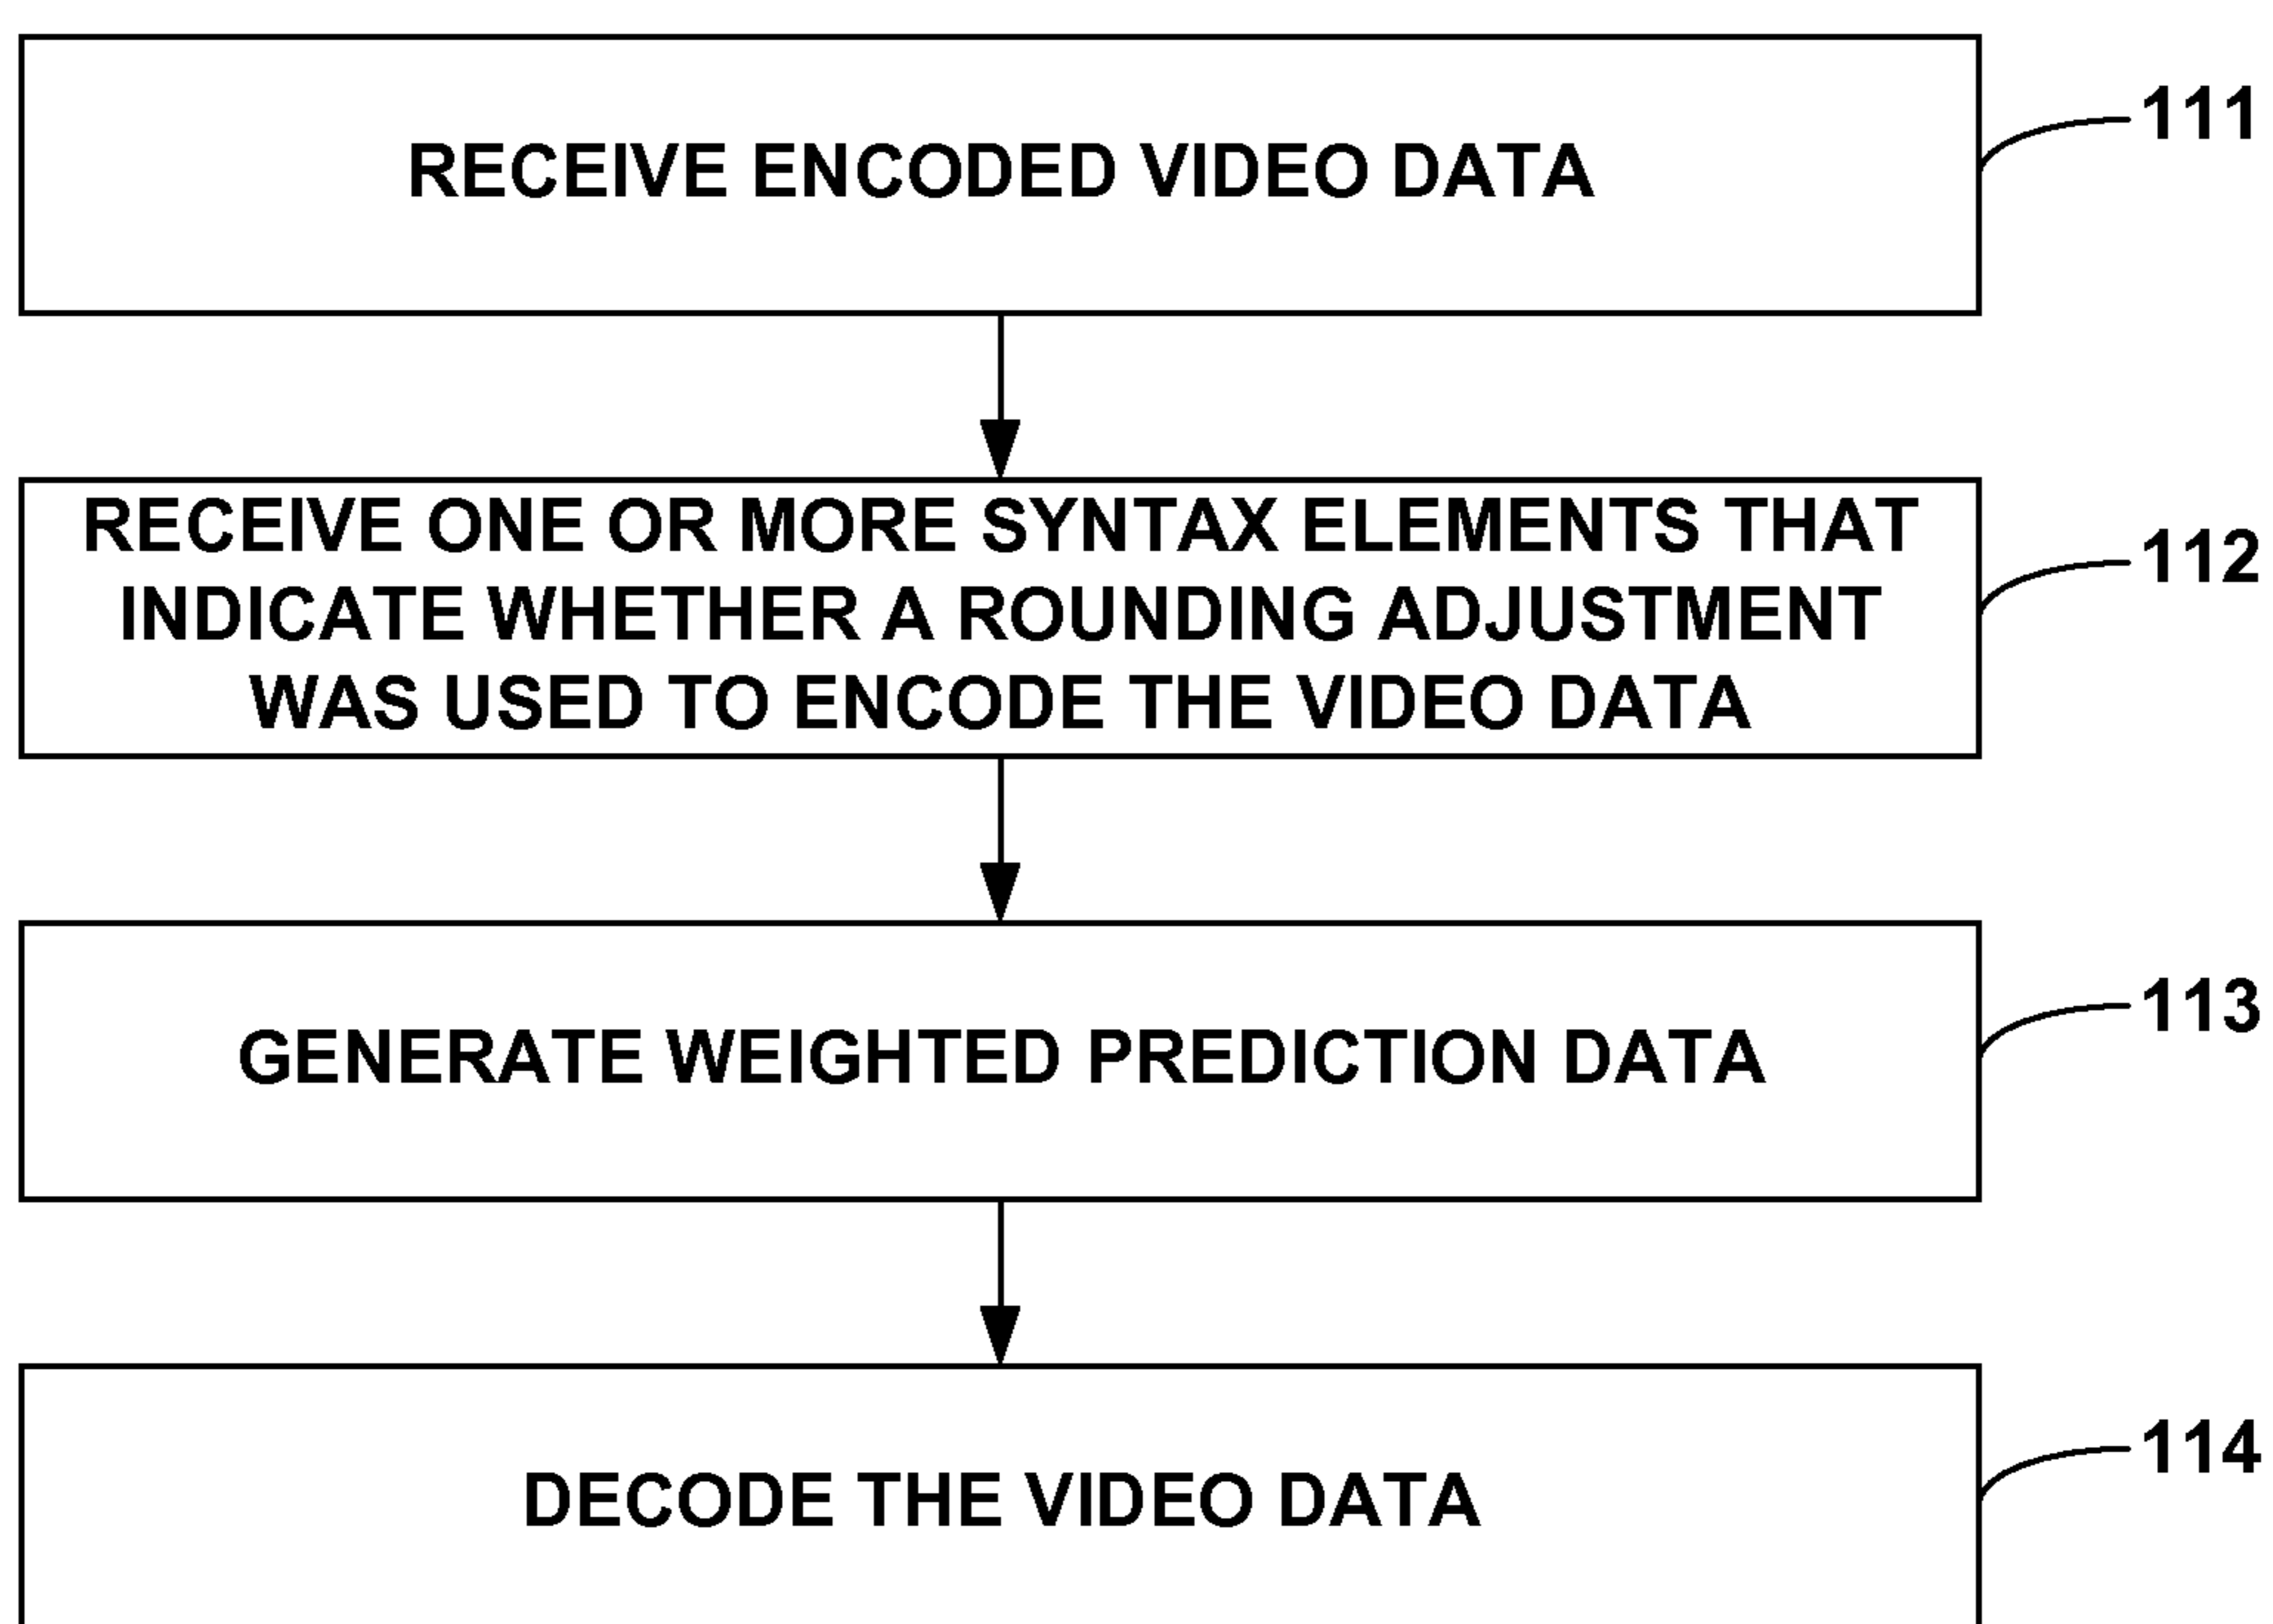 RECEIVE ENCODED VIDEO DATA
111
RECEIVE ONE OR MORE SYNTAX ELEMENTS THAT
INDICATE WHETHER A ROUNDING ADJUSTMENT
WAS USED TO ENCODE THE VIDEO DATA
112
GENERATE WEIGHTED PREDICTION DATA
113
DECODE THE VIDEO DATA
114